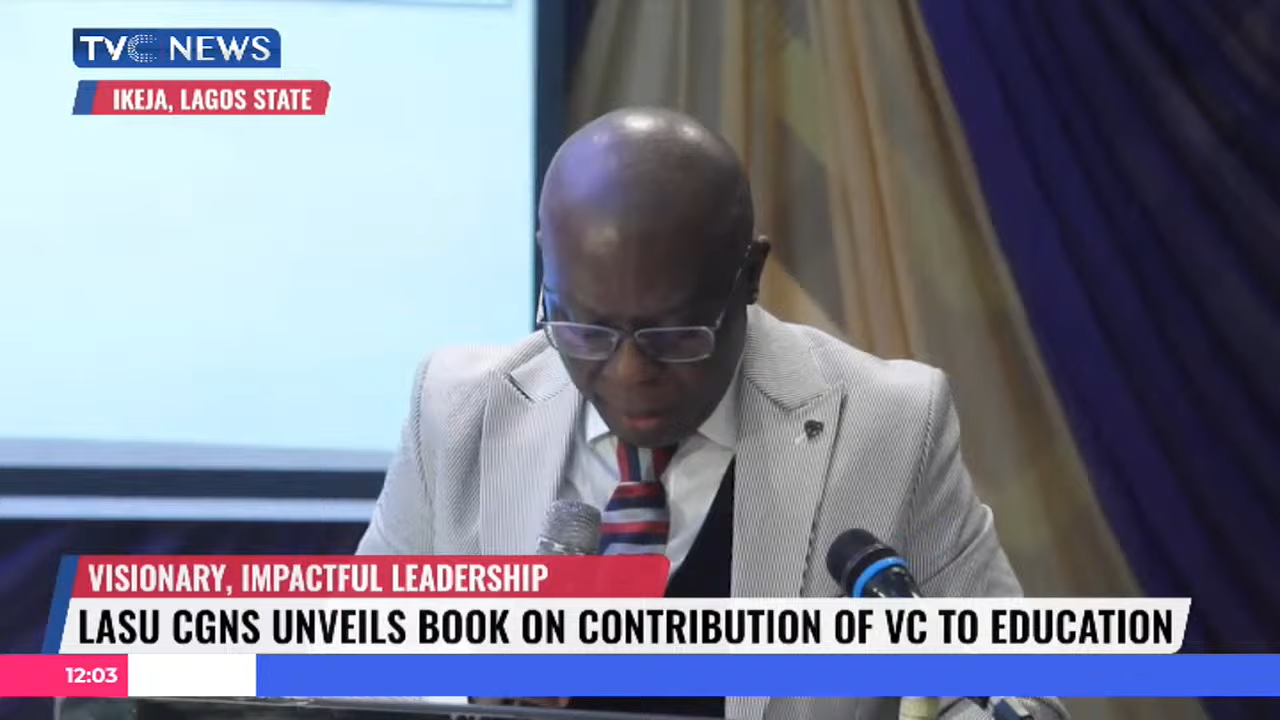 TVC NEWS
IKEJA, LAGOS STATE
VISIONARY, IMPACTFUL LEADERSHIP
LASU CGNS UNVEILS BOOK ON CONTRIBUTION OF VC TO EDUCATION
12:03